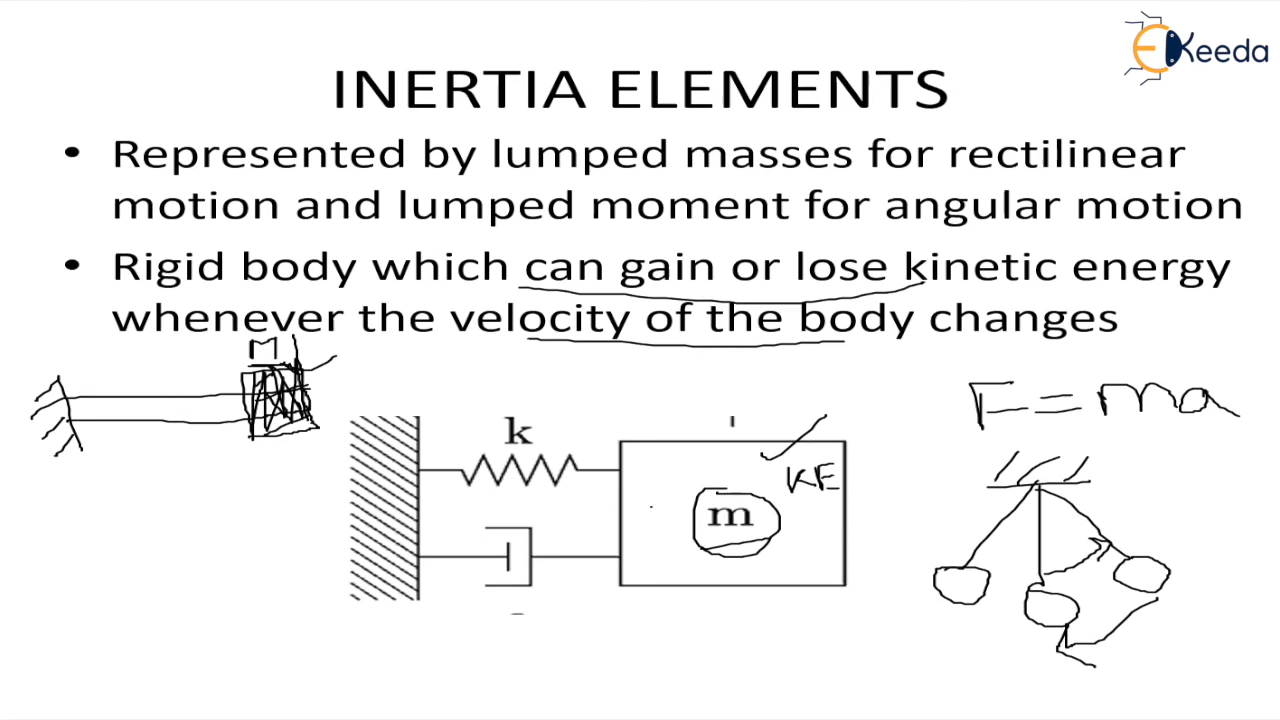 EKeeda
INERTIA ELEMENTS
• Represented by lumped masses for rectilinear
motion and lumped moment for angular motion
• Rigid body which can gain or lose kinetic energy
whenever the velocity of the body changes
M
F = ma
k
KE
m